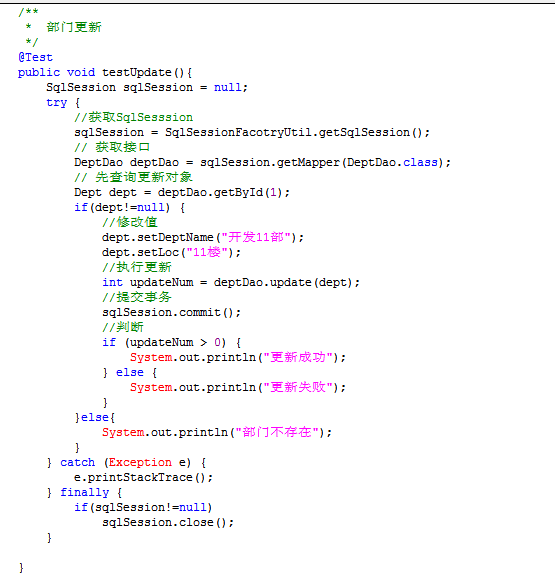 /**
 *  部门更新
 */
@Test
public void testUpdate(){
    SqlSession sqlSession = null;
    try {
        //获取SqlSesssion
        sqlSession = SqlSessionFacotryUtil.getSqlSession();
        // 获取接口
        DeptDao deptDao = sqlSession.getMapper(DeptDao.class);
        // 先查询更新对象
        Dept dept = deptDao.getById(1);
        if(dept!=null) {
            //修改值
            dept.setDeptName("开发11部");
            dept.setLoc("11楼");
            //执行更新
            int updateNum = deptDao.update(dept);
            //提交事务
            sqlSession.commit();
            //判断
            if (updateNum > 0) {
                System.out.println("更新成功");
            } else {
                System.out.println("更新失败");
            }
        }else{
            System.out.println("部门不存在");
        }
    } catch (Exception e) {
        e.printStackTrace();
    } finally {
        if(sqlSession!=null)
            sqlSession.close();
    }

}